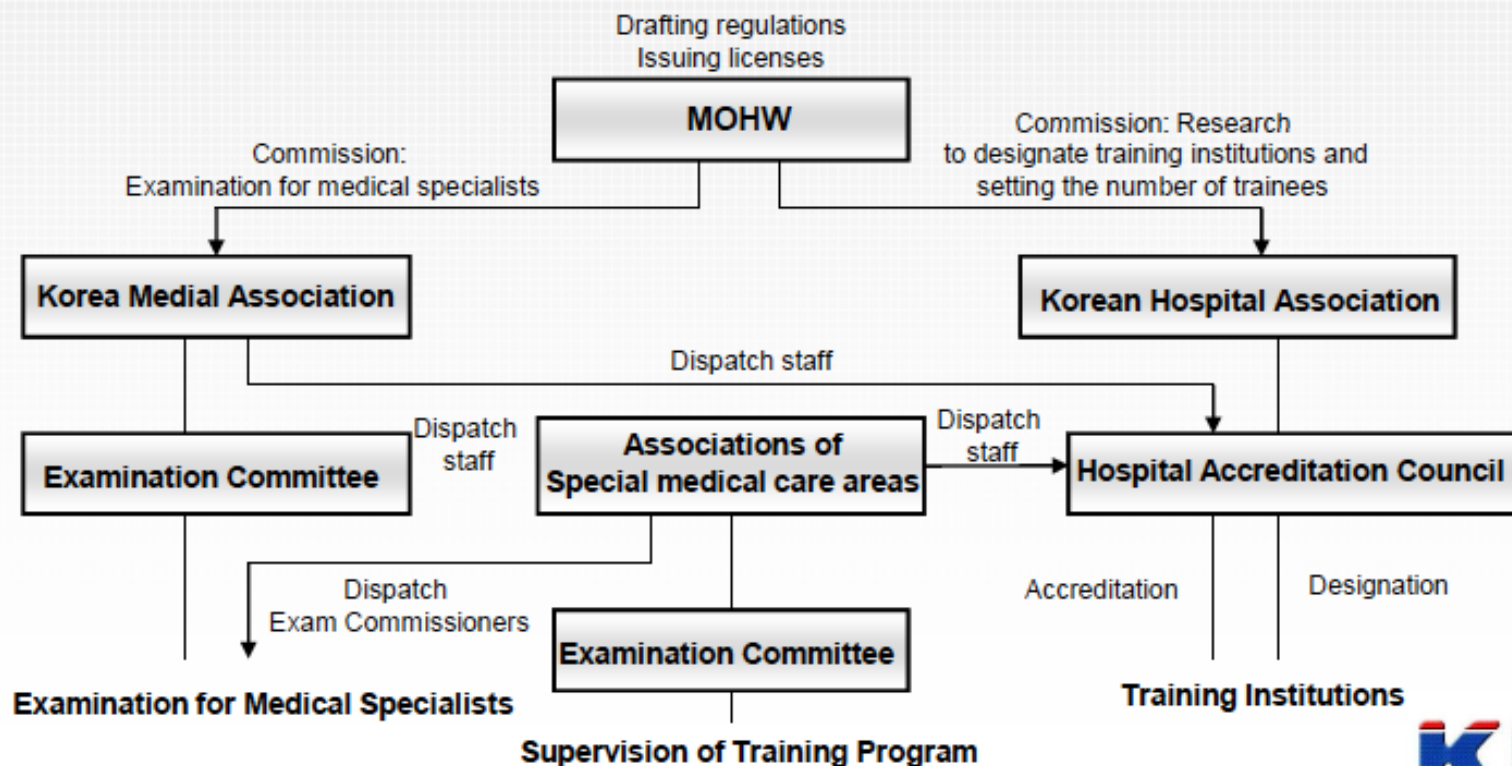 Drafting regulations
Issuing licenses
MOHW
Commission:
Examination for medical specialists
Commission: Research
to designate training institutions and
setting the number of trainees
Korea Medial Association
Korean Hospital Association
Dispatch staff
Examination Committee
Dispatch
staff
Associations of
Special medical care areas
Dispatch
staff
Hospital Accreditation Council
Dispatch
Exam Commissioners
Accreditation
Designation
Examination Committee
Examination for Medical Specialists
Training Institutions
Supervision of Training Program
K